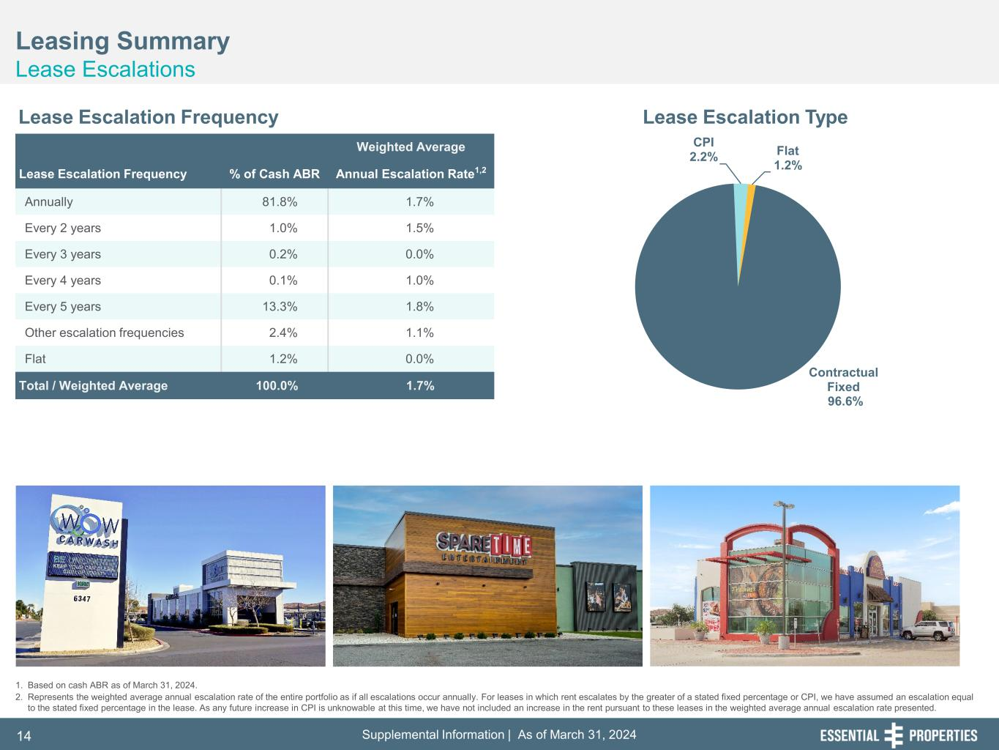 Leasing Summary
Lease Escalations
Lease Escalation Frequency
Weighted Average
Lease Escalation Frequency % of Cash ABR Annual Escalation Rate1,2
Annually 81.8% 1.7%
Every 2 years 1.0% 1.5%
Every 3 years 0.2% 0.0%
Every 4 years 0.1% 1.0%
Every 5 years 13.3% 1.8%
Other escalation frequencies 2.4% 1.1%
Flat 1.2% 0.0%
Total / Weighted Average 100.0% 1.7%
Lease Escalation Type
CPI
2.2%
Flat
1.2%
Contractual
Fixed
96.6%
WOW
CARWASH
KEEP YOUR CAR CLEAN
6347
SPARETIME
ENTERTAINMENT
1. Based on cash ABR as of March 31, 2024.
2. Represents the weighted average annual escalation rate of the entire portfolio as if all escalations occur annually. For leases in which rent escalates by the greater of a stated fixed percentage or CPI, we have assumed an escalation equal
to the stated fixed percentage in the lease. As any future increase in CPI is unknowable at this time, we have not included an increase in the rent pursuant to these leases in the weighted average annual escalation rate presented.
14
Supplemental Information | As of March 31, 2024
ESSENTIAL PROPERTIES